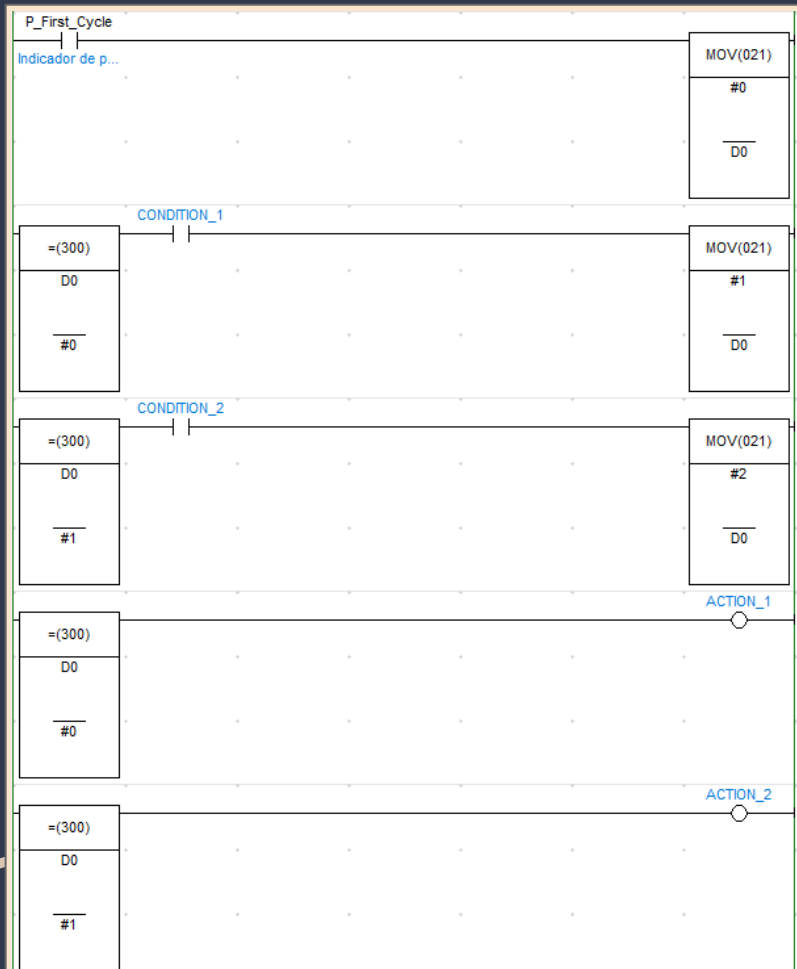 P_First_Cycle
Indicador de p...
MOV(021)
#0
D0
CONDITION_1
=(300)
D0
#0
MOV(021)
#1
D0
CONDITION_2
=(300)
D0
#1
MOV(021)
#2
D0
ACTION_1
=(300)
D0
#0
ACTION_2
=(300)
D0
#1